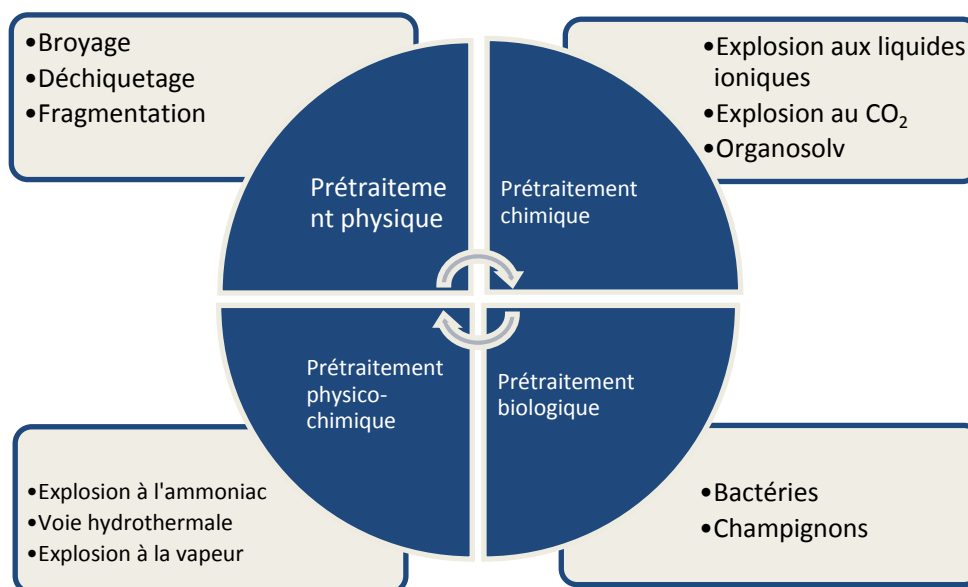 •Broyage
•Déchiquetage
•Fragmentation
•Explosion aux liquides
ioniques
•Explosion au CO₂
•Organosolv
Prétraiteme
nt physique
Prétraitement
chimique
Prétraitement
physico-
chimique
Prétraitement
biologique
•Explosion à l'ammoniac
•Voie hydrothermale
•Explosion à la vapeur
•Bactéries
•Champignons